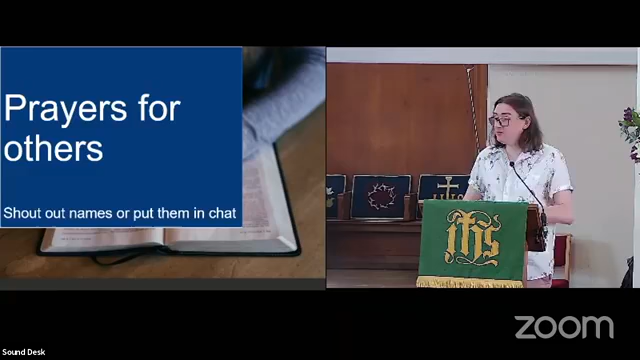 Prayers for
others
Shout out names or put them in chat
ihs
zoom
Sound Desk